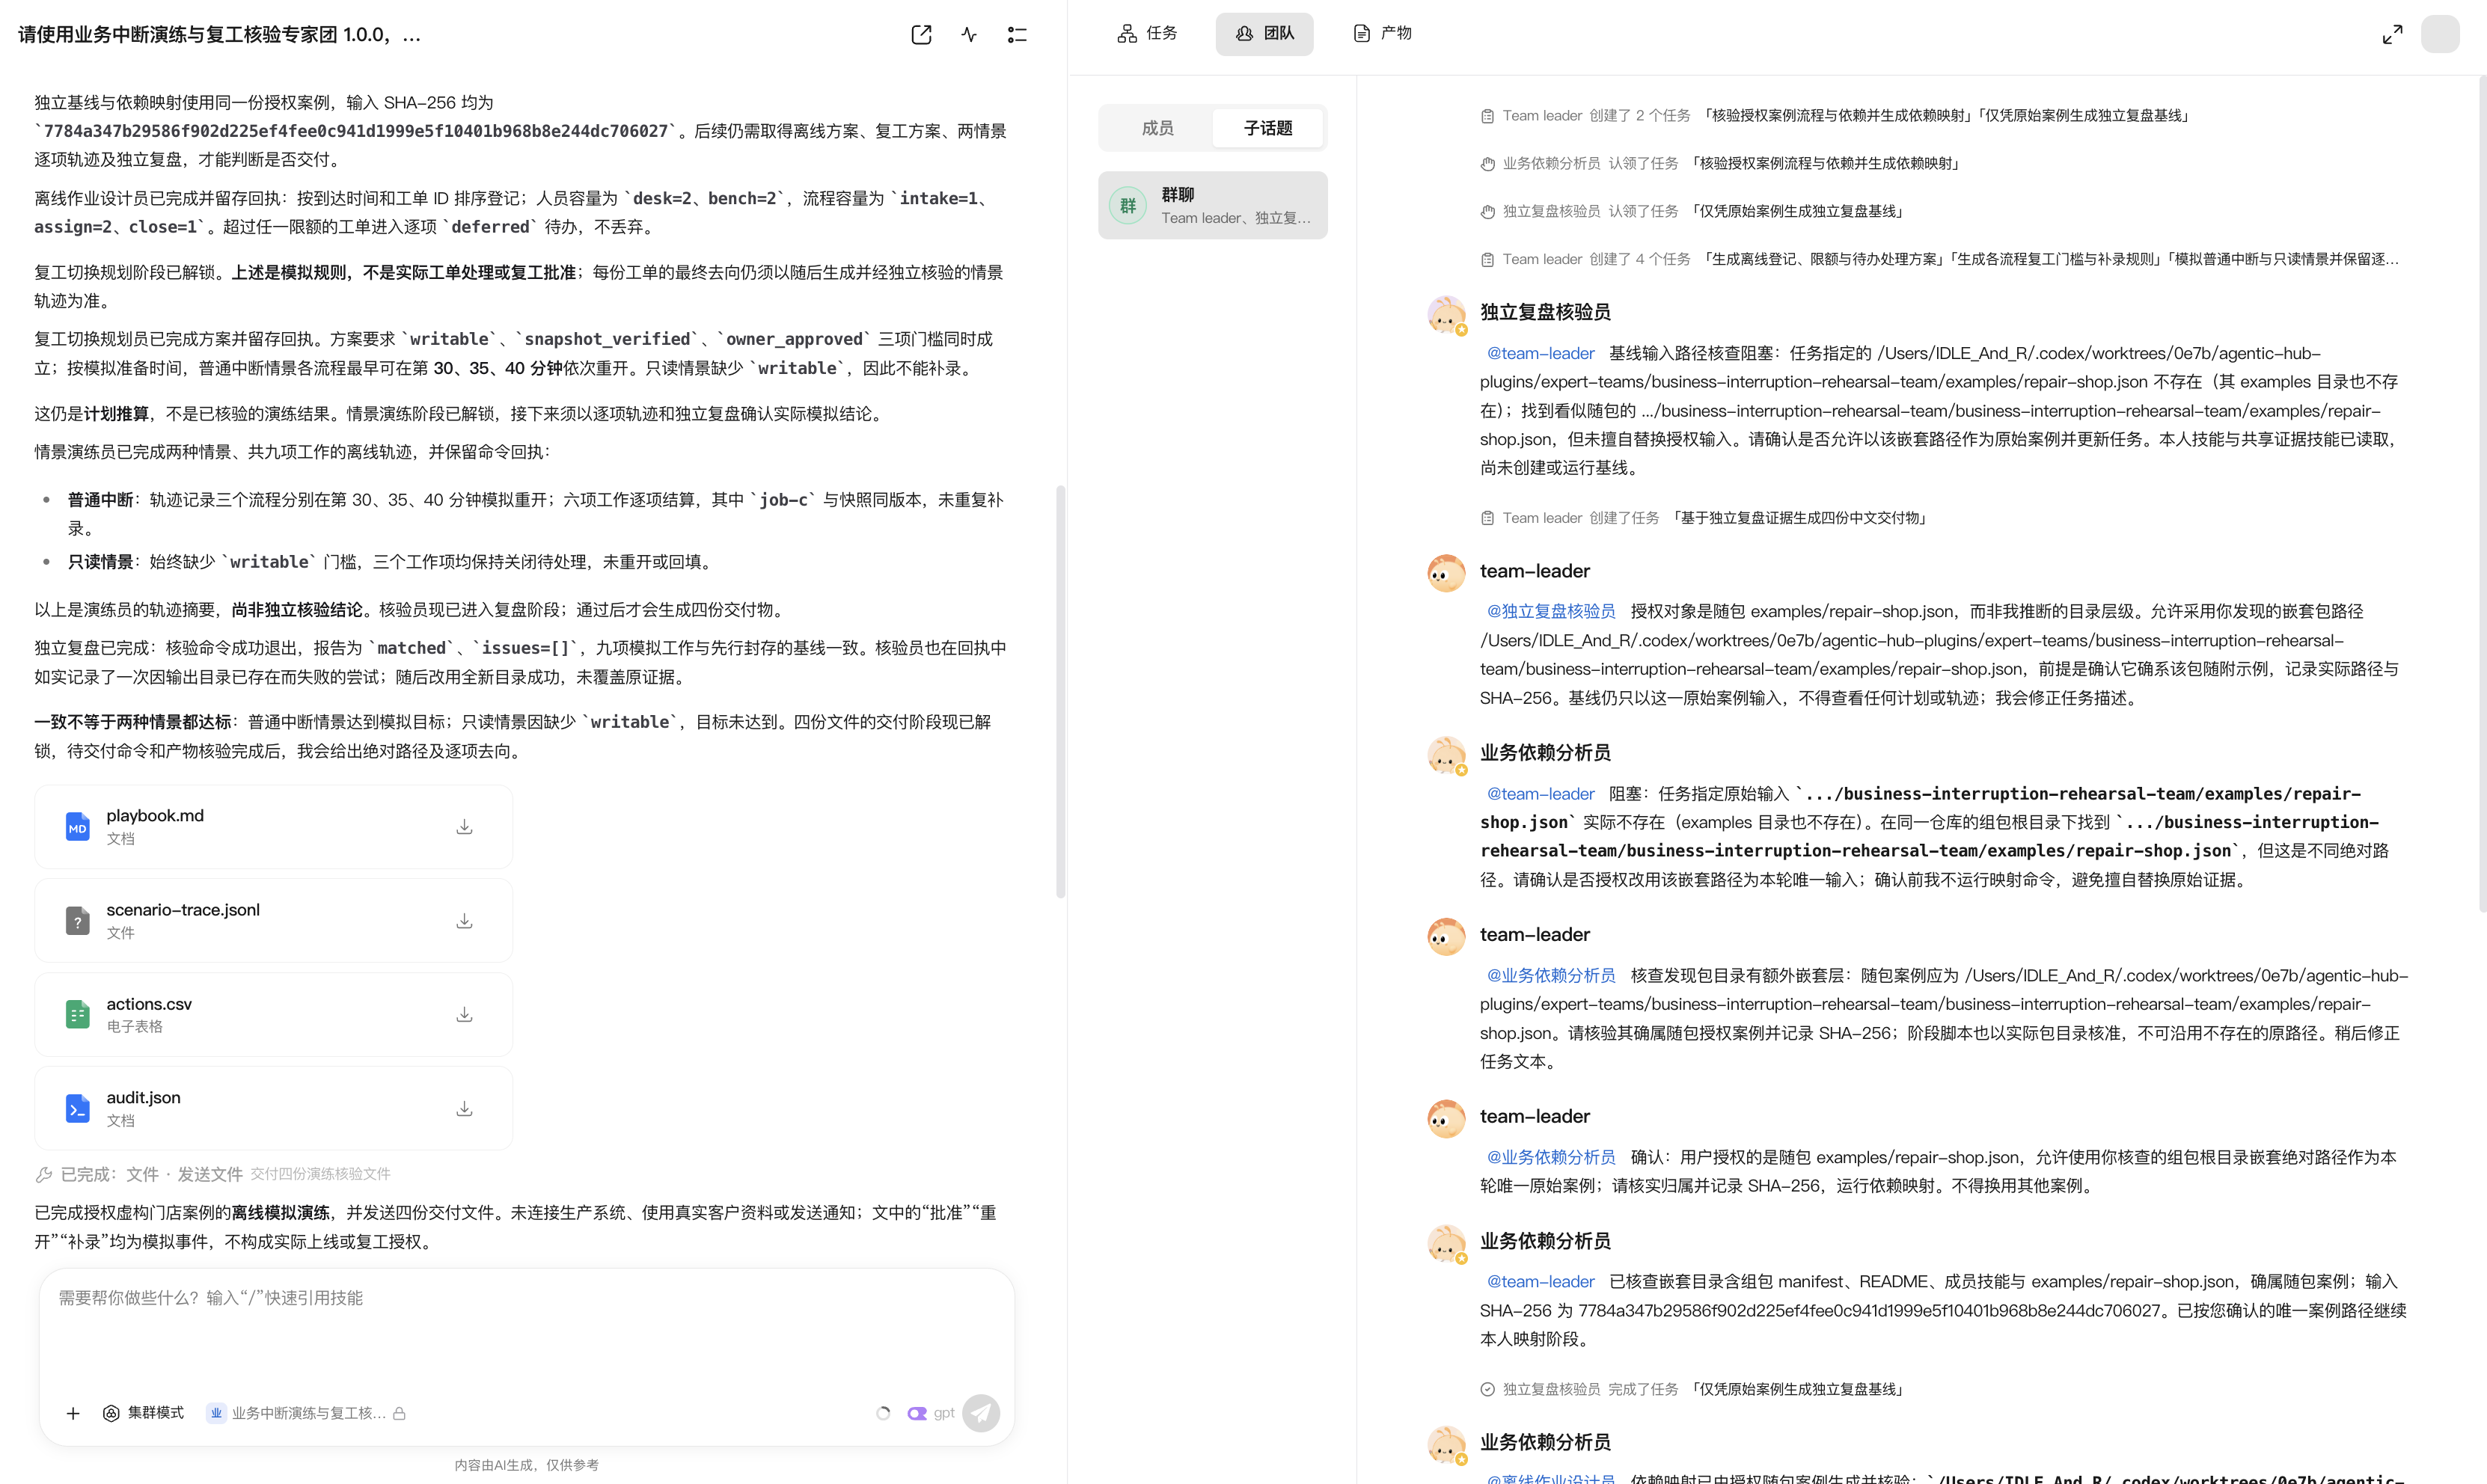 请使用业务中断演练与复工核验专家团 1.0.0，…
独立基线与依赖映射使用同一份授权案例，输入 SHA-256 均为
`7784a347b29586f902d225ef4fee0c941d1999e5f10401b968b8e244dc706027`。后续仍需取得离线方案、复工方案、两情景
逐项轨迹及独立复盘，才能判断是否交付。
离线作业设计员已完成并留存回执：按到达时间和工单 ID 排序登记；人员容量为 `desk=2、bench=2`，流程容量为 `intake=1、
assign=2、close=1`。超过任一限额的工单进入逐项 `deferred` 待办，不丢弃。
复工切换规划阶段已解锁。上述是模拟规则，不是实际工单处理或复工批准；每份工单的最终去向仍须以随后生成并经独立核验的情景
轨迹为准。
复工切换规划员已完成方案并留存回执。方案要求 `writable`、`snapshot_verified`、`owner_approved` 三项门槛同时成
立；按模拟准备时间，普通中断情景各流程最早可在第 30、35、40 分钟依次重开。只读情景缺少 `writable`，因此不能补录。
这仍是计划推算，不是已核验的演练结果。情景演练阶段已解锁，接下来须以逐项轨迹和独立复盘确认实际模拟结论。
情景演练员已完成两种情景、共九项工作的离线轨迹，并保留命令回执：
• 普通中断：轨迹记录三个流程分别在第 30、35、40 分钟模拟重开；六项工作逐项结算，其中 `job-c` 与快照同版本，未重复补
录。
• 只读情景：始终缺少 `writable` 门槛，三个工作项均保持关闭待处理，未重开或回填。
以上是演练员的轨迹摘要，尚非独立核验结论。核验员现已进入复盘阶段；通过后才会生成四份交付物。
独立复盘已完成：核验命令成功退出，报告为 `matched`、`issues=[]`，九项模拟工作与先行封存的基线一致。核验员也在回执中
如实记录了一次因输出目录已存在而失败的尝试；随后改用全新目录成功，未覆盖原证据。
一致不等于两种情景都达标：普通中断情景达到模拟目标；只读情景因缺少 `writable`，目标未达到。四份文件的交付阶段现已解
锁，待交付命令和产物核验完成后，我会给出绝对路径及逐项去向。
MD
playbook.md
文档
?
scenario-trace.jsonl
文件
actions.csv
电子表格
audit.json
文档
已完成：文件 · 发送文件 交付四份演练核验文件
已完成授权虚构门店案例的离线模拟演练，并发送四份交付文件。未连接生产系统、使用真实客户资料或发送通知；文中的“批准”“重
开”“补录”均为模拟事件，不构成实际上线或复工授权。
需要帮你做些什么？输入“/”快速引用技能
集群模式
业 业务中断演练与复工核…
gpt
内容由AI生成，仅供参考
任务
团队
产物
成员
子话题
群
群聊
Team leader、独立复…
Team leader 创建了 2 个任务 「核验授权案例流程与依赖并生成依赖映射」「仅凭原始案例生成独立复盘基线」
业务依赖分析员 认领了任务 「核验授权案例流程与依赖并生成依赖映射」
独立复盘核验员 认领了任务 「仅凭原始案例生成独立复盘基线」
Team leader 创建了 4 个任务 「生成离线登记、限额与待办处理方案」「生成各流程复工门槛与补录规则」「模拟普通中断与只读情景并保留逐…
独立复盘核验员
@team-leader 基线输入路径核查阻塞：任务指定的 /Users/IDLE_And_R/.codex/worktrees/0e7b/agentic-hub-
plugins/expert-teams/business-interruption-rehearsal-team/examples/repair-shop.json 不存在（其 examples 目录也不存
在）；找到看似随包的 .../business-interruption-rehearsal-team/business-interruption-rehearsal-team/examples/repair-
shop.json，但未擅自替换授权输入。请确认是否允许以该嵌套路径作为原始案例并更新任务。本人技能与共享证据技能已读取，
尚未创建或运行基线。
Team leader 创建了任务 「基于独立复盘证据生成四份中文交付物」
team-leader
@独立复盘核验员 授权对象是随包 examples/repair-shop.json，而非我推断的目录层级。允许采用你发现的嵌套包路径
/Users/IDLE_And_R/.codex/worktrees/0e7b/agentic-hub-plugins/expert-teams/business-interruption-rehearsal-
team/business-interruption-rehearsal-team/examples/repair-shop.json，前提是确认它确系该包随附示例，记录实际路径与
SHA-256。基线仍只以这一原始案例输入，不得查看任何计划或轨迹；我会修正任务描述。
业务依赖分析员
@team-leader 阻塞：任务指定原始输入 `.../business-interruption-rehearsal-team/examples/repair-
shop.json` 实际不存在（examples 目录也不存在）。在同一仓库的组包根目录下找到 `.../business-interruption-
rehearsal-team/business-interruption-rehearsal-team/examples/repair-shop.json`，但这是不同绝对路
径。请确认是否授权改用该嵌套路径为本轮唯一输入；确认前我不运行映射命令，避免擅自替换原始证据。
team-leader
@业务依赖分析员 核查发现包目录有额外嵌套层：随包案例应为 /Users/IDLE_And_R/.codex/worktrees/0e7b/agentic-hub-
plugins/expert-teams/business-interruption-rehearsal-team/business-interruption-rehearsal-team/examples/repair-
shop.json。请核验其确属随包授权案例并记录 SHA-256；阶段脚本也以实际包目录核准，不可沿用不存在的原路径。稍后修正
任务文本。
team-leader
@业务依赖分析员 确认：用户授权的是随包 examples/repair-shop.json，允许使用你核查的组包根目录嵌套绝对路径作为本
轮唯一原始案例；请核实归属并记录 SHA-256，运行依赖映射。不得换用其他案例。
业务依赖分析员
@team-leader 已核查嵌套目录含组包 manifest、README、成员技能与 examples/repair-shop.json，确属随包案例；输入
SHA-256 为 7784a347b29586f902d225ef4fee0c941d1999e5f10401b968b8e244dc706027。已按您确认的唯一案例路径继续
本人映射阶段。
独立复盘核验员 完成了任务 「仅凭原始案例生成独立复盘基线」
业务依赖分析员
@离线作业设计员 依赖映射已由授权随包案例生成并核验：`/Users/IDLE_And_R/.codex/worktrees/0e7b/agentic-